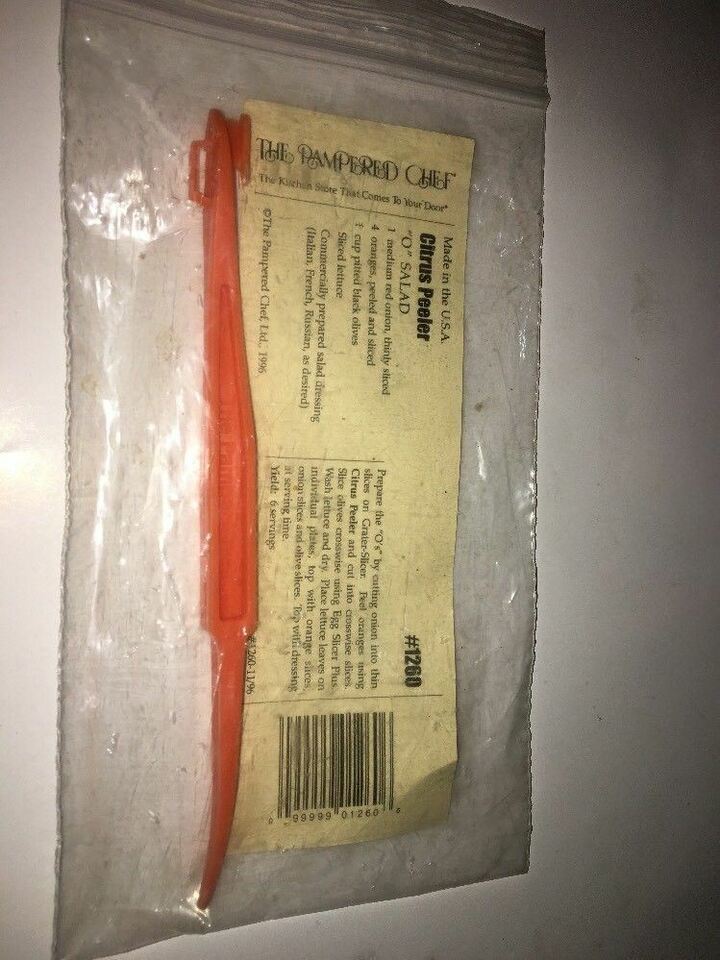 THE PAMPERED CHEF
The Kitchen Store That Comes To Your Door®
Made in the U.S.A.
Citrus Peeler
#1260
"O" SALAD
1 medium red onion, thinly sliced
4 oranges, peeled and sliced
cup pitted black olives
Sliced lettuce
Commercially prepared salad dressing
(Italian, French, Russian, as desired)
©The Pampered Chef, Ltd., 1996
Prepare the "O's" by cutting onion into thin
slices on Grater-Slicer. Peel oranges using
Citrus Peeler and cut into crosswise slices.
Slice olives crosswise using Egg Slicer Plus.
Wash lettuce and dry. Place lettuce leaves on
individual plates, top with orange slices,
onion slices and olive slices. Top with dressing
at serving time.
Yield: 6 servings
#1260-11/96
0 99999 01260 6